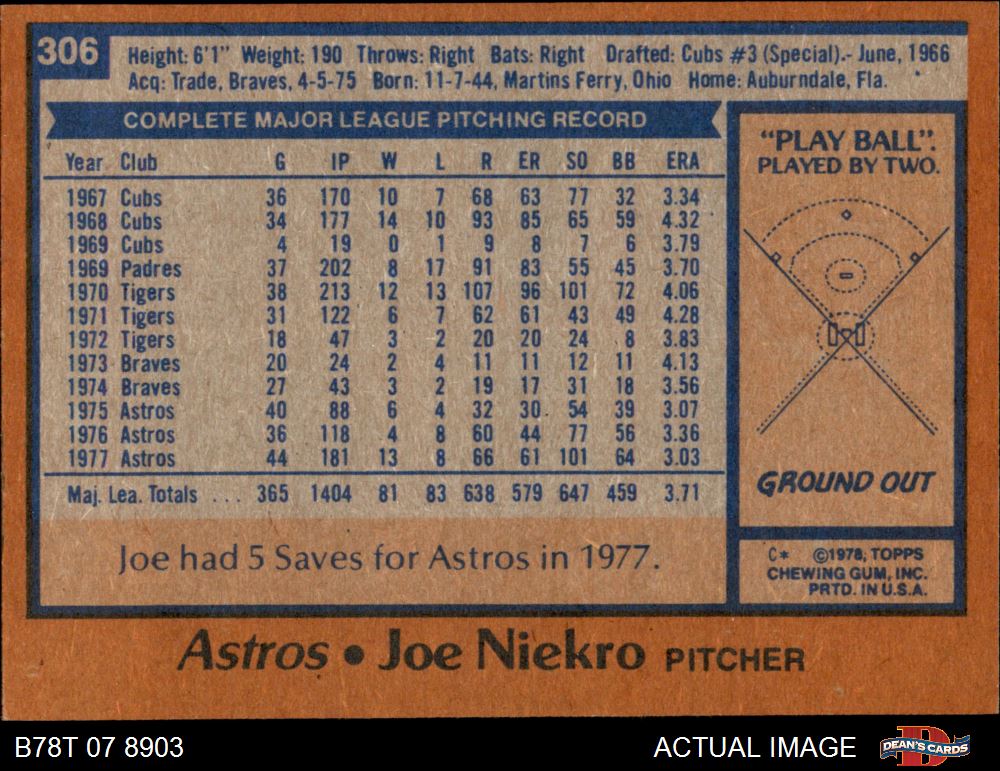 306
Height: 6'1" Weight: 190 Throws: Right Bats: Right Drafted: Cubs #3 (Special).- June, 1966
Acq: Trade, Braves, 4-5-75 Born: 11-7-44, Martins Ferry, Ohio Home: Auburndale, Fla.
COMPLETE MAJOR LEAGUE PITCHING RECORD
Year Club G IP W L R ER SO BB ERA
1967 Cubs 36 170 10 7 68 63 77 32 3.34
1968 Cubs 34 177 14 10 93 85 65 59 4.32
1969 Cubs 4 19 0 1 9 8 7 6 3.79
1969 Padres 37 202 8 17 91 83 55 45 3.70
1970 Tigers 38 213 12 13 107 96 101 72 4.06
1971 Tigers 31 122 6 7 62 61 43 49 4.28
1972 Tigers 18 47 3 2 20 20 24 8 3.83
1973 Braves 20 24 2 4 11 11 12 11 4.13
1974 Braves 27 43 3 2 19 17 31 18 3.56
1975 Astros 40 88 6 4 32 30 54 39 3.07
1976 Astros 36 118 4 8 60 44 77 56 3.36
1977 Astros 44 181 13 8 66 61 101 64 3.03
Maj. Lea. Totals ... 365 1404 81 83 638 579 647 459 3.71
Joe had 5 Saves for Astros in 1977.
"PLAY BALL".
PLAYED BY TWO.
GROUND OUT
C* ©1978, TOPPS
CHEWING GUM, INC.
PRTD. IN U.S.A.
Astros • Joe Niekro PITCHER
B78T 07 8903
ACTUAL IMAGE
DEAN'S CARDS